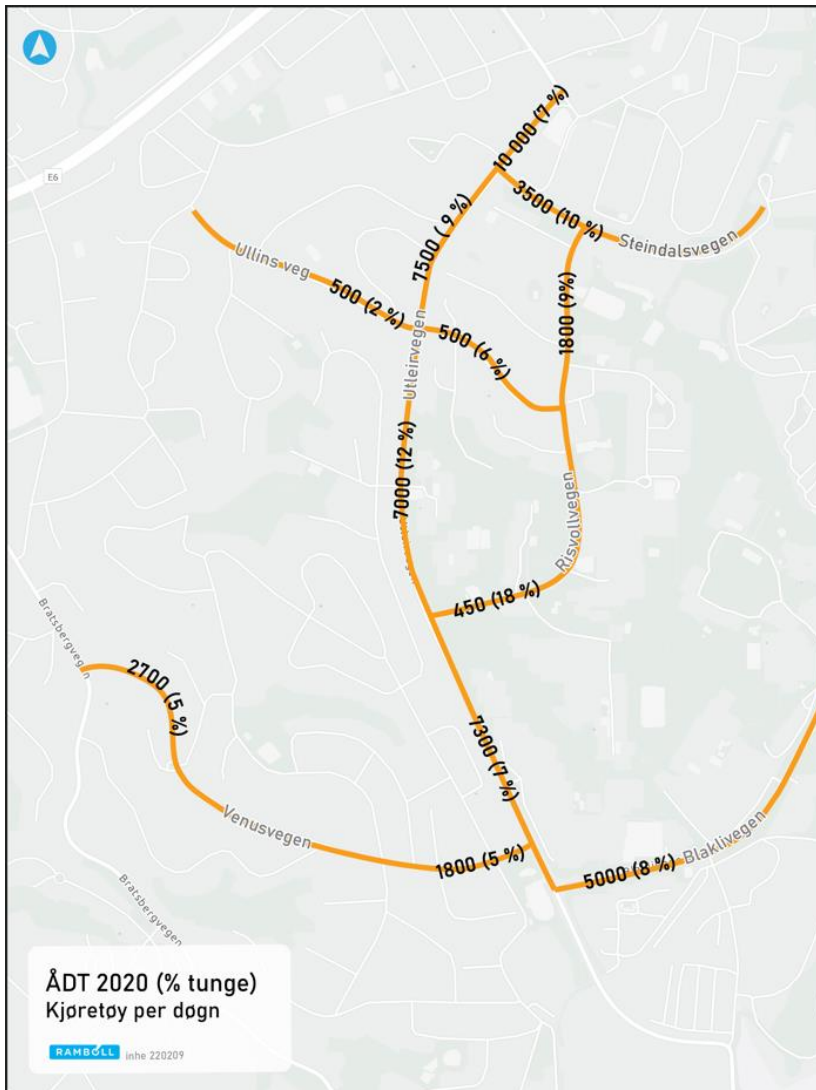 10 000 (7 %)
E6
3500 (10 %)
Steindalsvegen
7500 ( 9 %)
Ullins veg
500 (2 %)
500 (6 %)
1800 (9%)
Utleirvegen
7000 (12 %)
Risvollvegen
450 (18 %)
Bratsbergvegen
2700 (5 %)
7300 (7 %)
Venusvegen
1800 (5 %)
5000 (8 %)
Blaklivegen
Bratsbergvegen
ÅDT 2020 (% tunge)
Kjøretøy per døgn
RAMBOLL inhe 220209